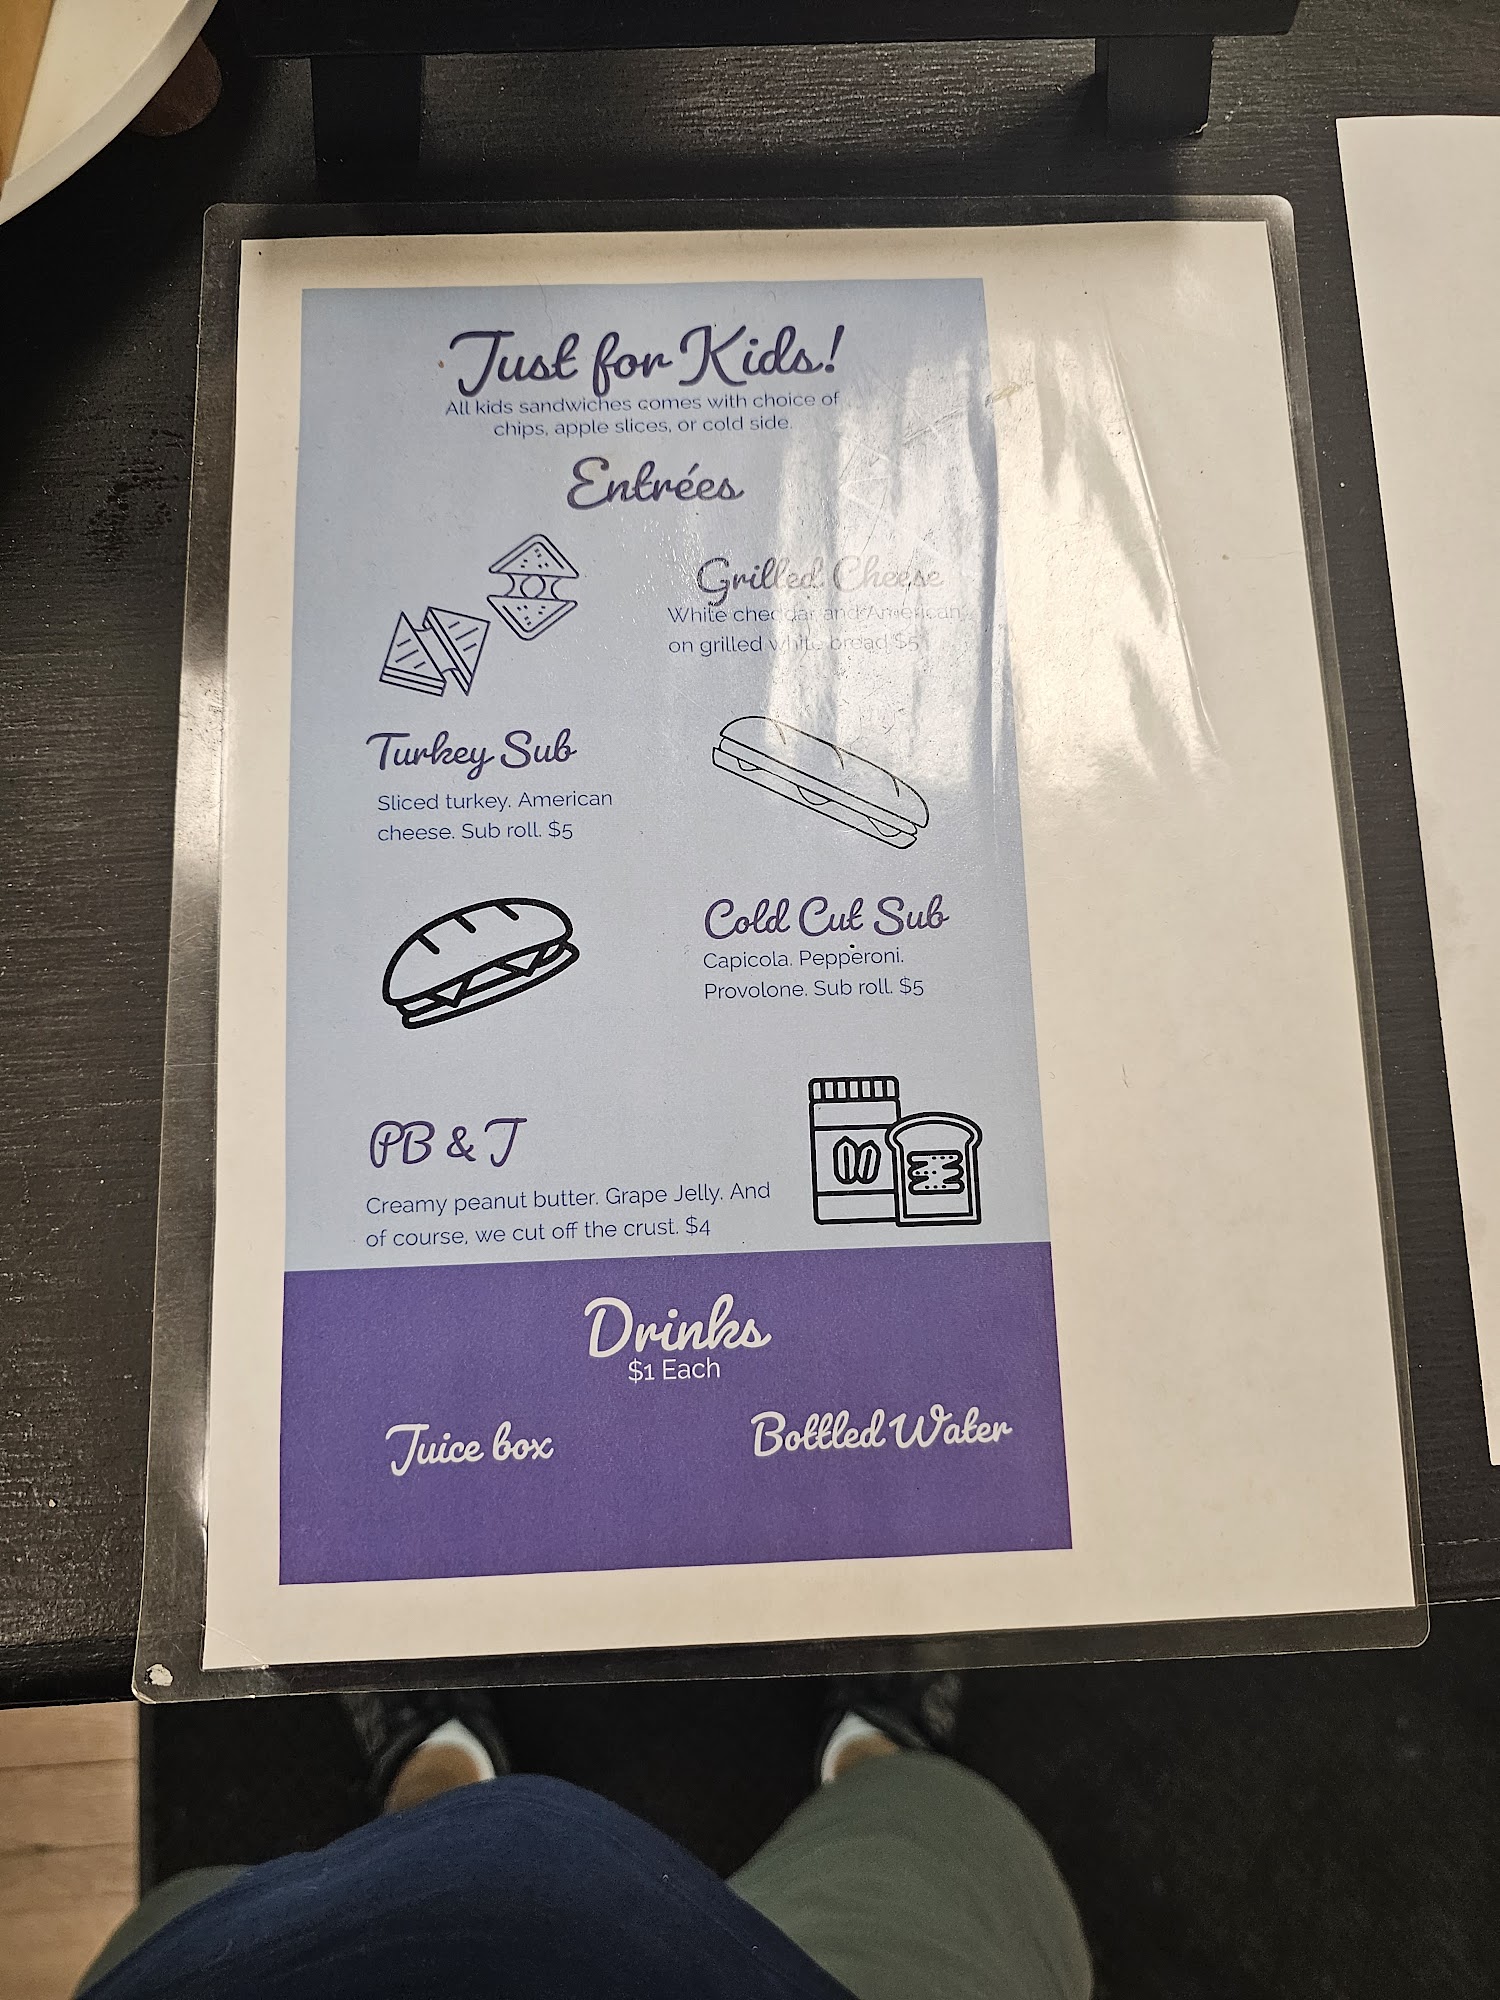 Just for Kids!
All kids sandwiches comes with choice of
chips, apple slices, or cold side.
Entrées
Grilled Cheese
White cheddar and American
on grilled white bread $5
Turkey Sub
Sliced turkey. American
cheese. Sub roll. $5
Cold Cut Sub
Capicola. Pepperoni.
Provolone. Sub roll. $5
PB & J
Creamy peanut butter. Grape Jelly. And
of course, we cut off the crust. $4
Drinks
$1 Each
Juice box
Bottled Water